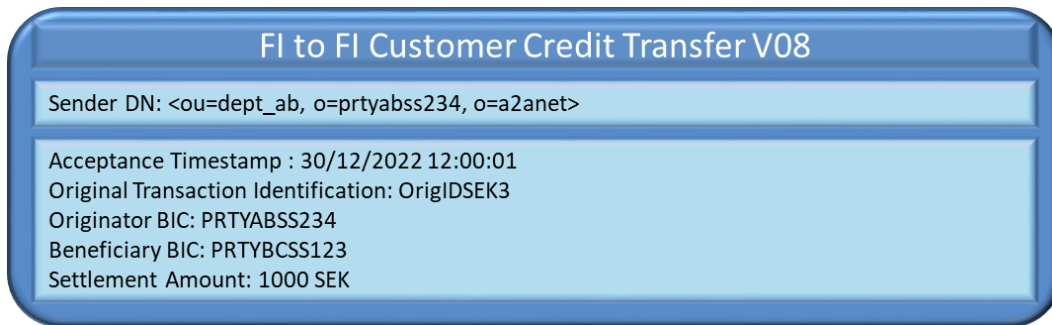 FI to FI Customer Credit Transfer V08
Sender DN: <ou=dept_ab, o=prtyabss234, o=a2anet>
Acceptance Timestamp : 30/12/2022 12:00:01
Original Transaction Identification: OrigIDSEK3
Originator BIC: PRTYABSS234
Beneficiary BIC: PRTYBCSS123
Settlement Amount: 1000 SEK